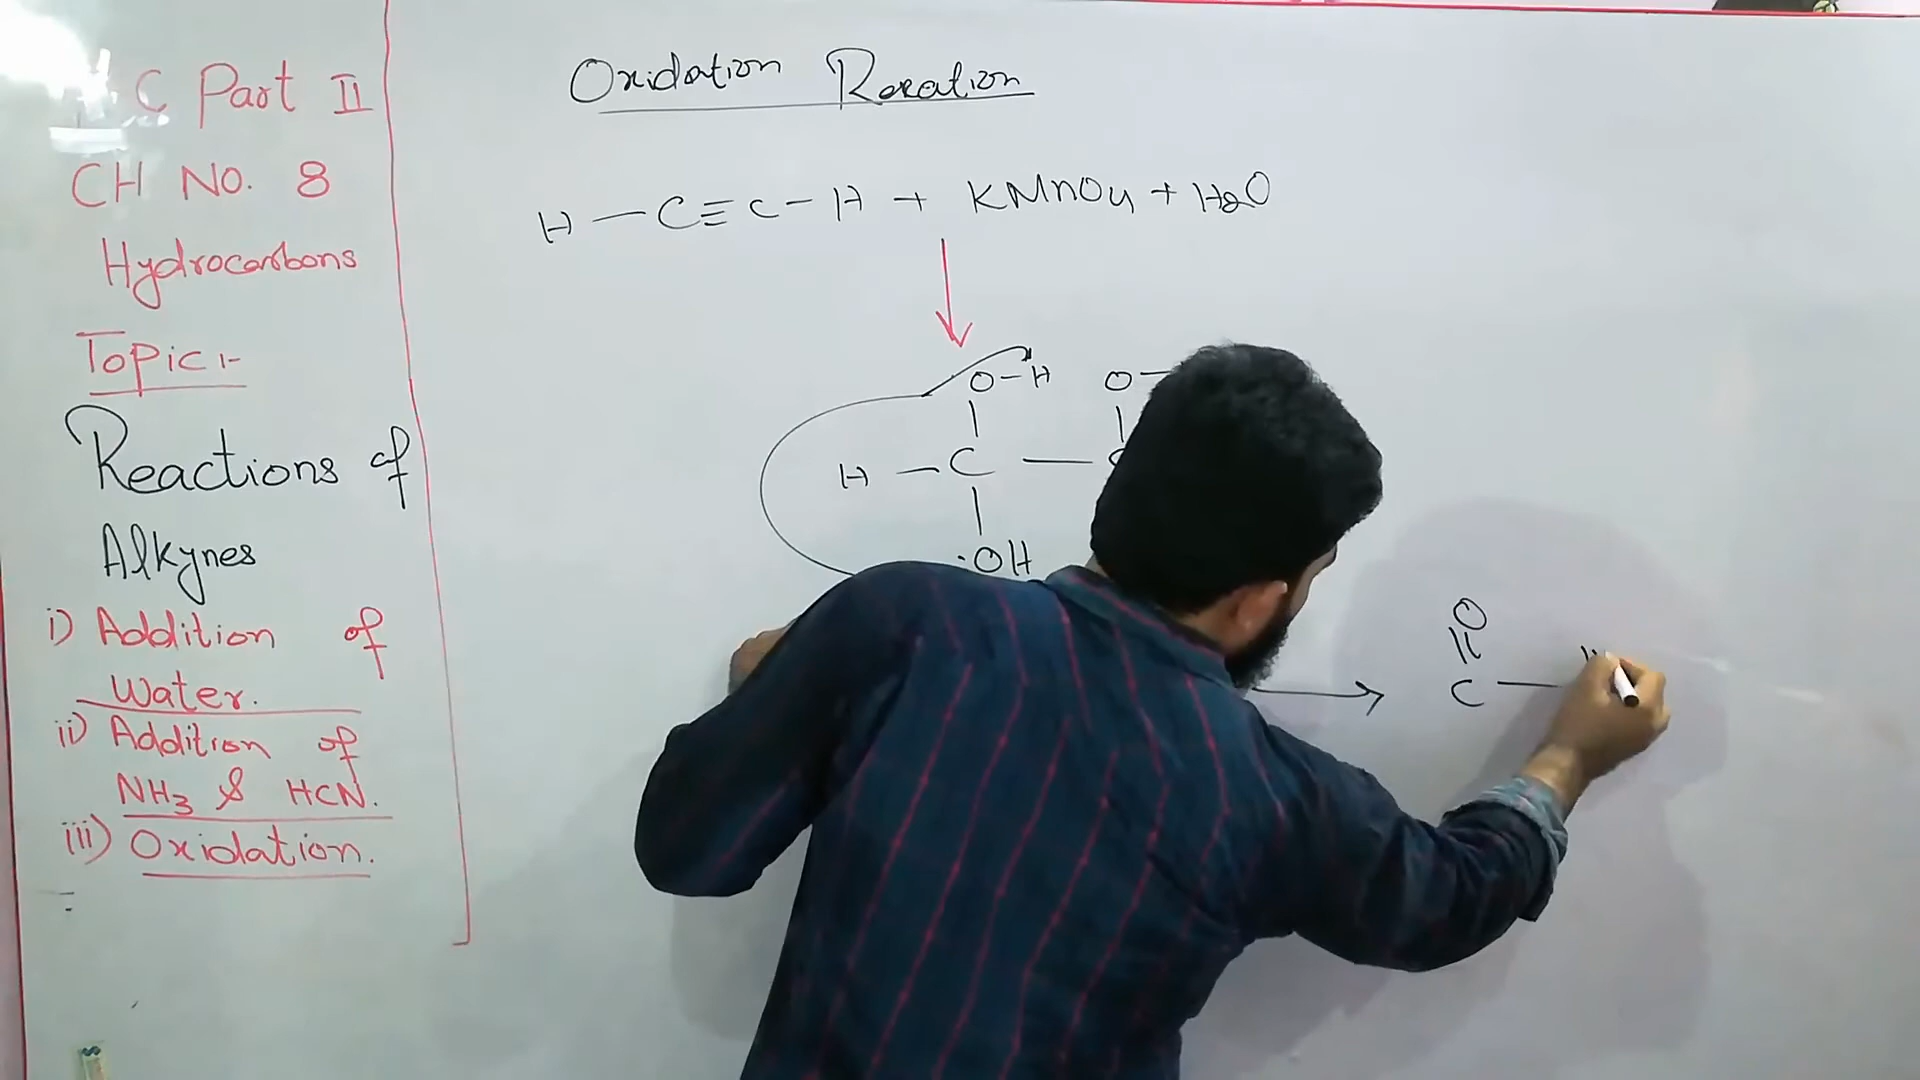 C Part II
CH NO. 8
Hydrocarbons
Topic :-
Reactions of
Alkynes
i) Addition of
Water.
ii) Addition of
NH3 & HCN.
iii) Oxidation.
Oxidation Reaction
H — C ≡ C - H + KMnO4 + H2O
O - H O -
H - C — C
OH
O
C —